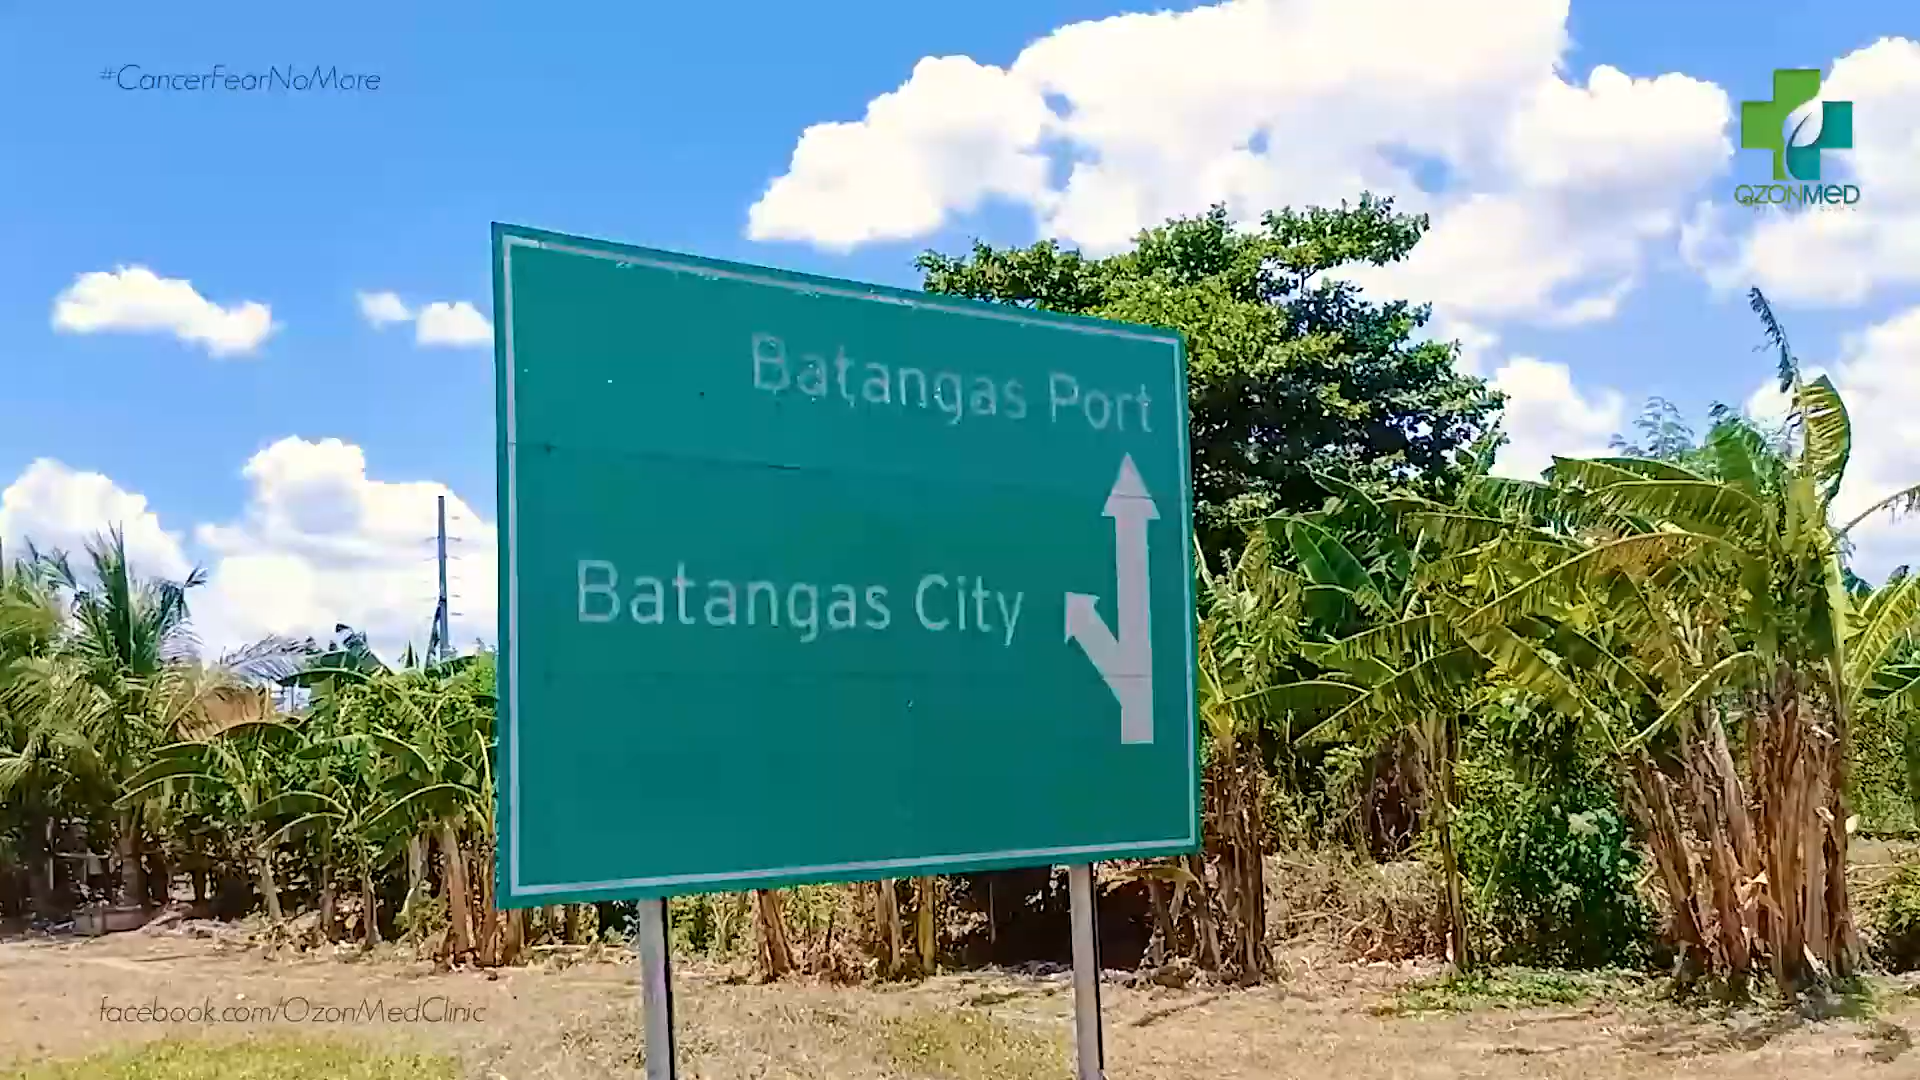 #CancerFearNoMore
OZONMED
Batangas Port
Batangas City
facebook.com/OzonMedClinic